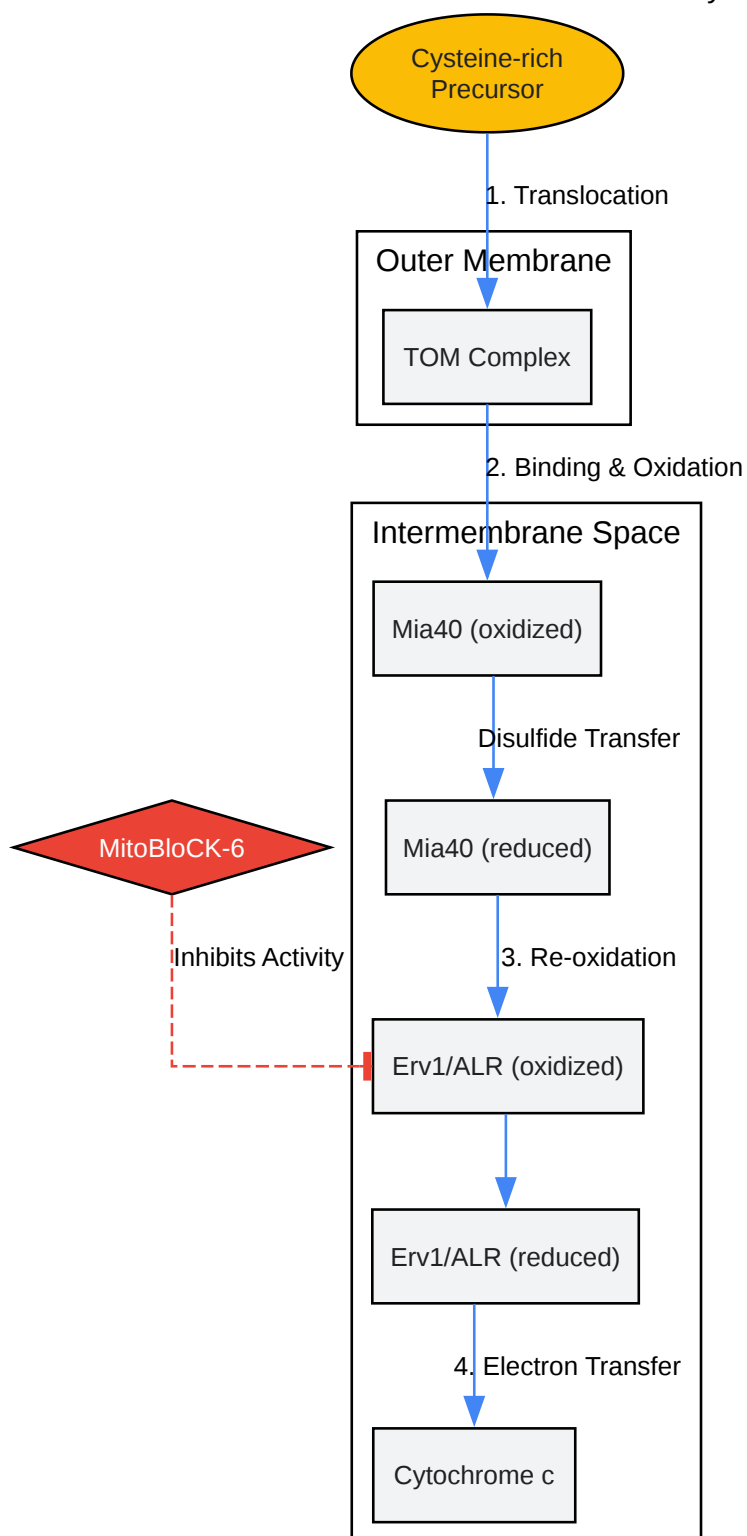 Cysteine-rich
Precursor
1. Translocation
Outer Membrane
TOM Complex
2. Binding & Oxidation
Intermembrane Space
Mia40 (oxidized)
Disulfide Transfer
MitoBloCK-6
Mia40 (reduced)
Inhibits Activity
3. Re-oxidation
Erv1/ALR (oxidized)
Erv1/ALR (reduced)
4. Electron Transfer
Cytochrome c